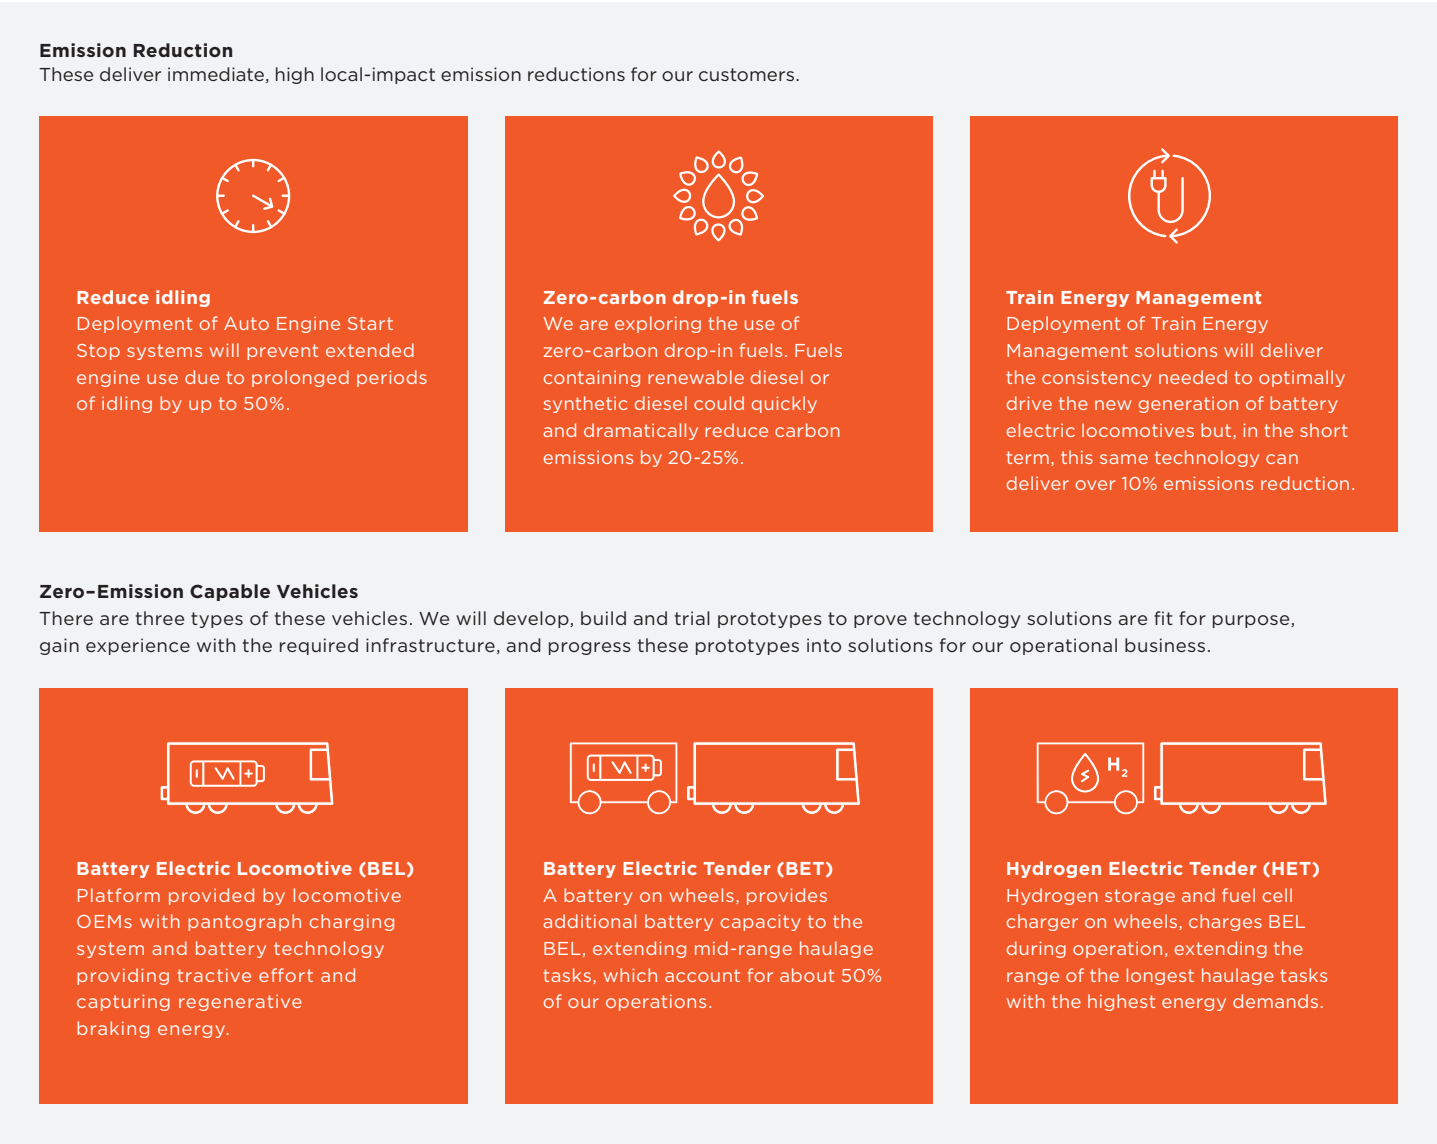 Emission Reduction
These deliver immediate, high local-impact emission reductions for our customers.
Reduce idling
Deployment of Auto Engine Start
Stop systems will prevent extended
engine use due to prolonged periods
of idling by up to 50%.
Zero-carbon drop-in fuels
We are exploring the use of
zero-carbon drop-in fuels. Fuels
containing renewable diesel or
synthetic diesel could quickly
and dramatically reduce carbon
emissions by 20-25%.
Train Energy Management
Deployment of Train Energy
Management solutions will deliver
the consistency needed to optimally
drive the new generation of battery
electric locomotives but, in the short
term, this same technology can
deliver over 10% emissions reduction.
Zero–Emission Capable Vehicles
There are three types of these vehicles. We will develop, build and trial prototypes to prove technology solutions are fit for purpose,
gain experience with the required infrastructure, and progress these prototypes into solutions for our operational business.
Battery Electric Locomotive (BEL)
Platform provided by locomotive
OEMs with pantograph charging
system and battery technology
providing tractive effort and
capturing regenerative
braking energy.
Battery Electric Tender (BET)
A battery on wheels, provides
additional battery capacity to the
BEL, extending mid-range haulage
tasks, which account for about 50%
of our operations.
H2
Hydrogen Electric Tender (HET)
Hydrogen storage and fuel cell
charger on wheels, charges BEL
during operation, extending the
range of the longest haulage tasks
with the highest energy demands.